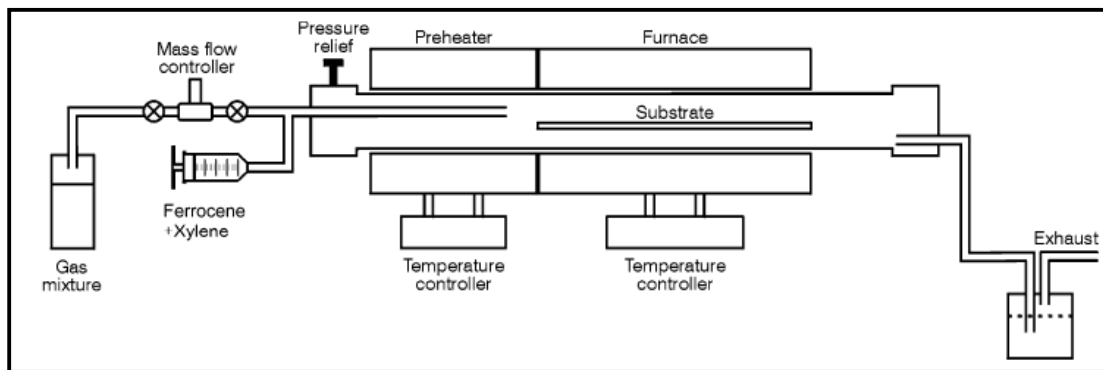 Pressure
relief
Preheater
Furnace
Mass flow
controller
Substrate
Ferrocene
+Xylene
Gas
mixture
Temperature
controller
Temperature
controller
Exhaust